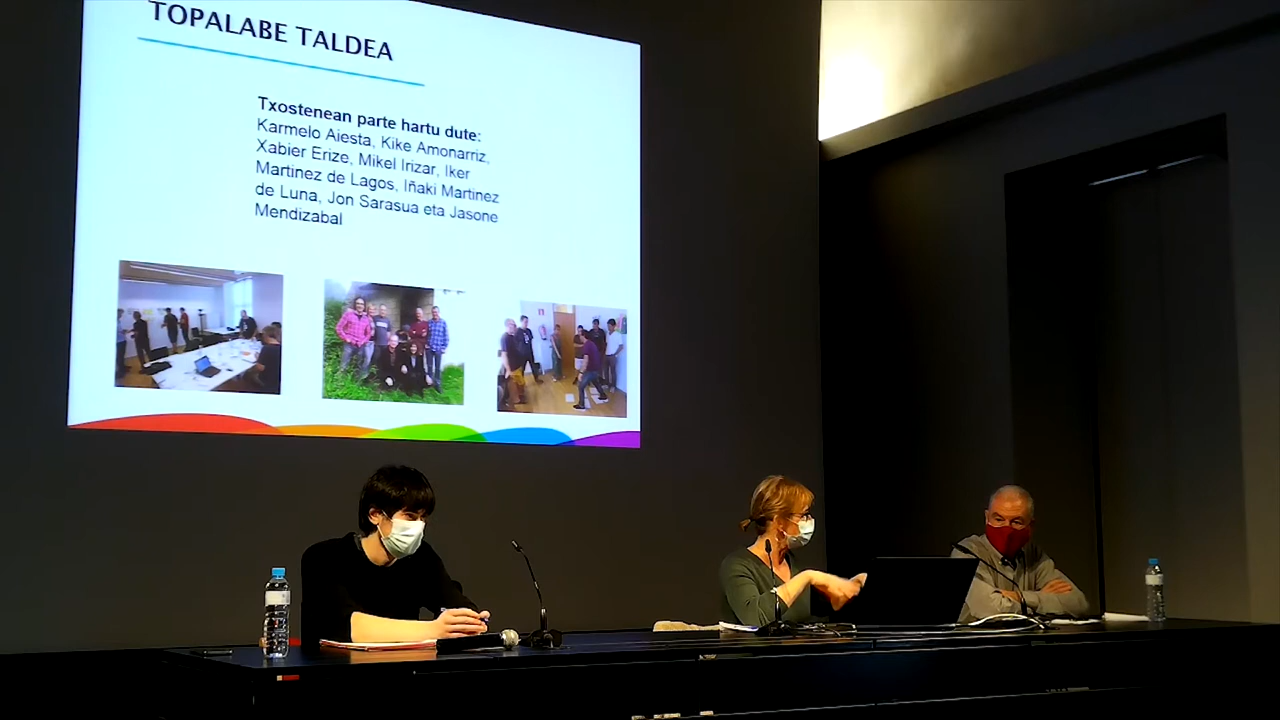 TOPALABE TALDEA
Txostenean parte hartu dute:
Karmelo Aiesta, Kike Amonarriz,
Xabier Erize, Mikel Irizar, Iker
Martinez de Lagos, Iñaki Martinez
de Luna, Jon Sarasua eta Jasone
Mendizabal